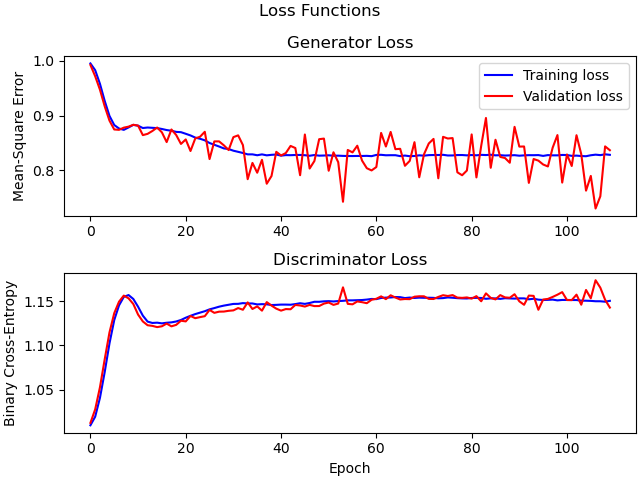 Loss Functions
Generator Loss
Mean-Square Error
1.0
0.9
0.8
Training loss
Validation loss
0 20 40 60 80 100
Discriminator Loss
Binary Cross-Entropy
1.15
1.10
1.05
0 20 40 60 80 100
Epoch